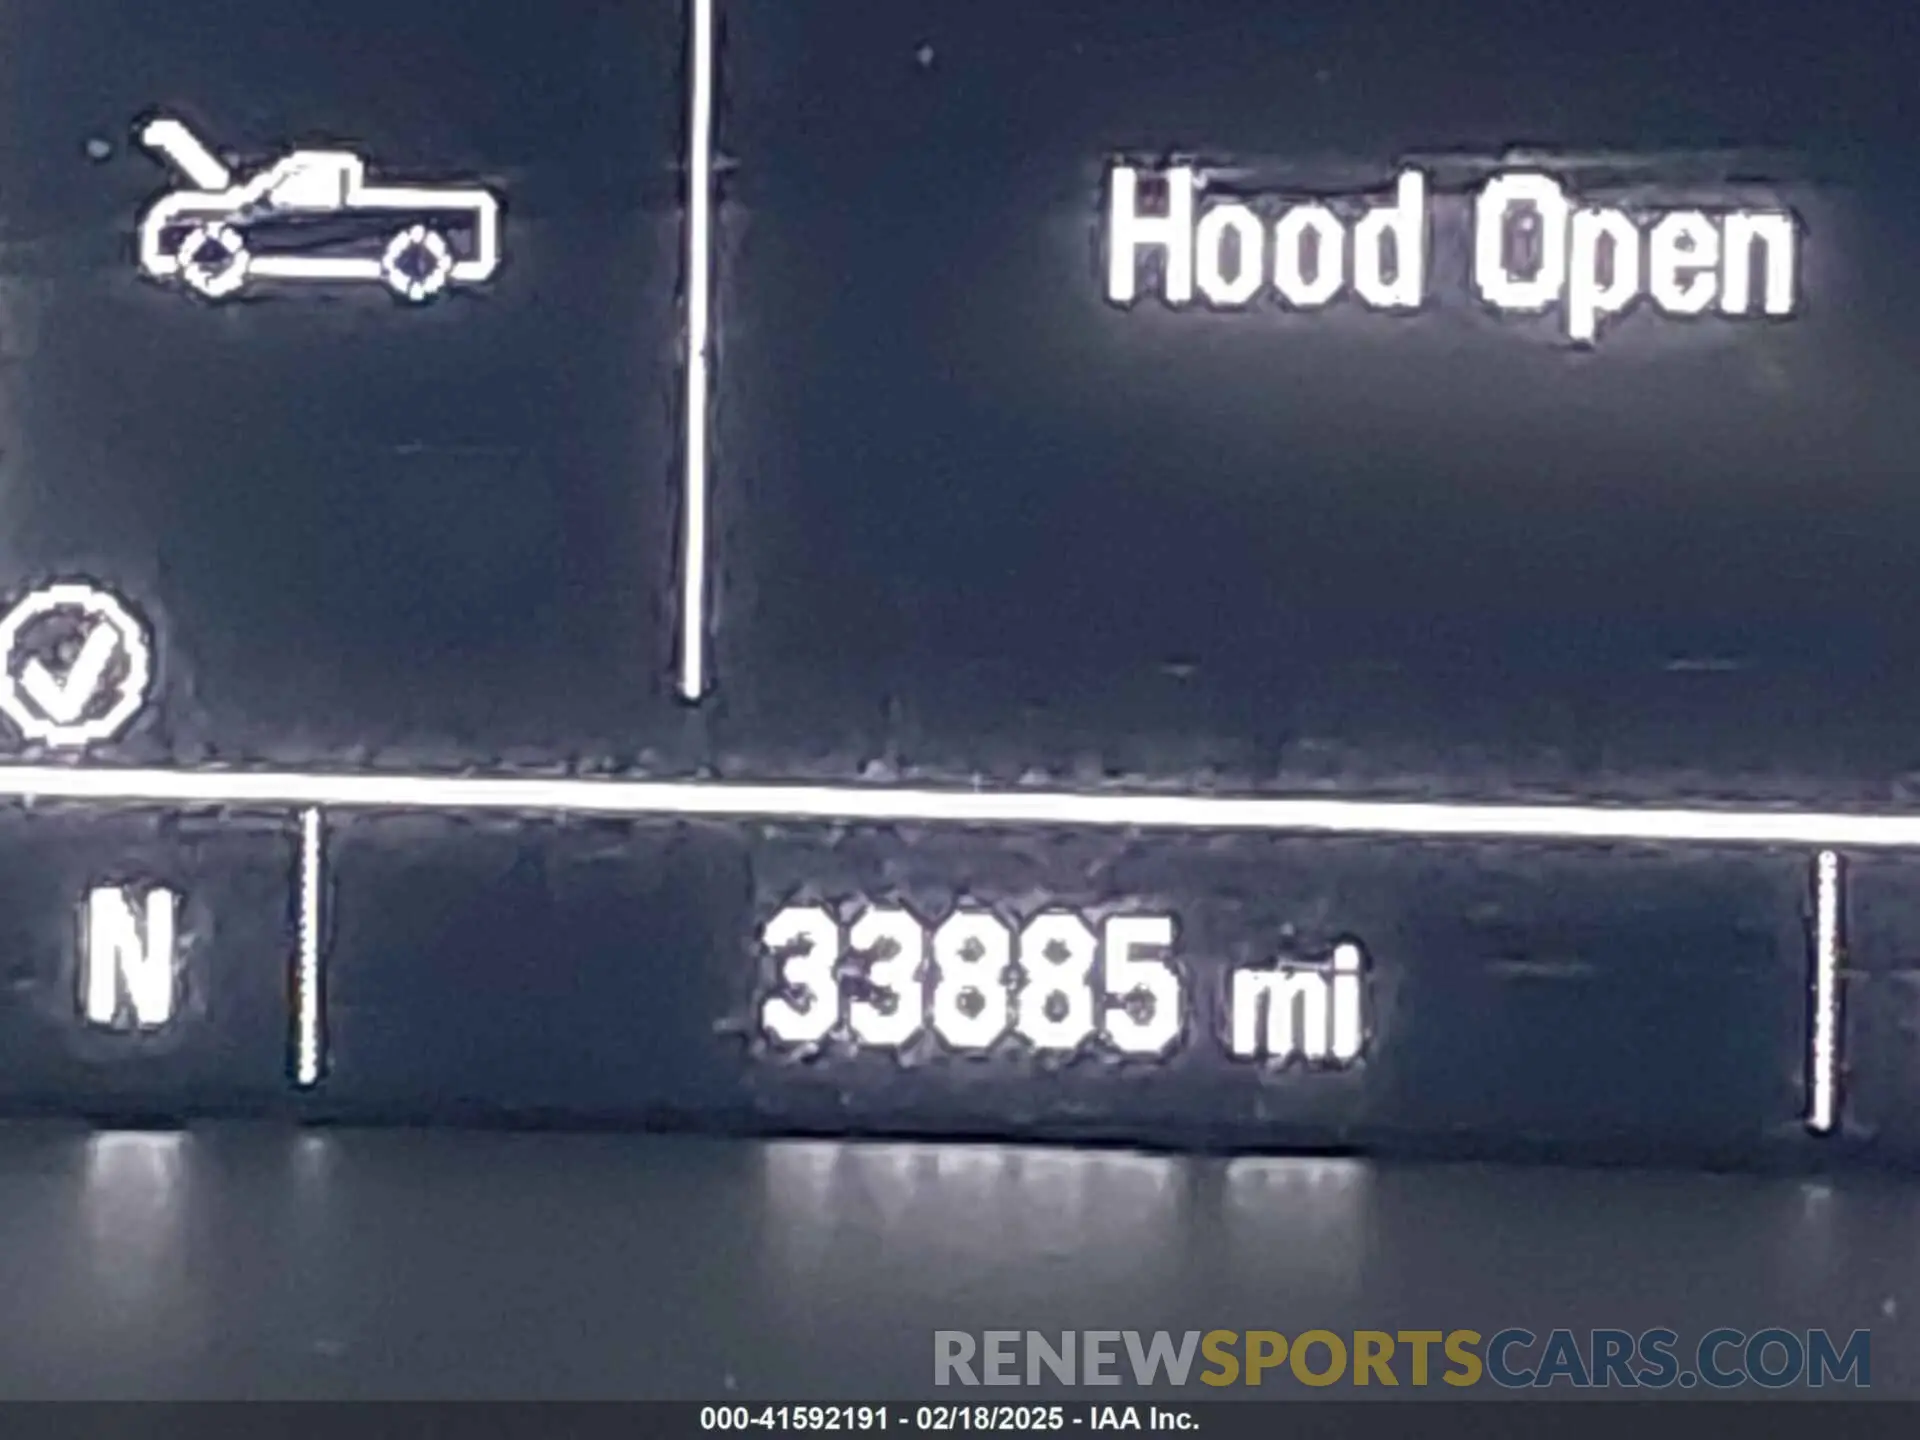 Hood Open
N 33885 mi
RENEWSPORTSCARS.COM
000-41592191 - 02/18/2025 - IAA Inc.